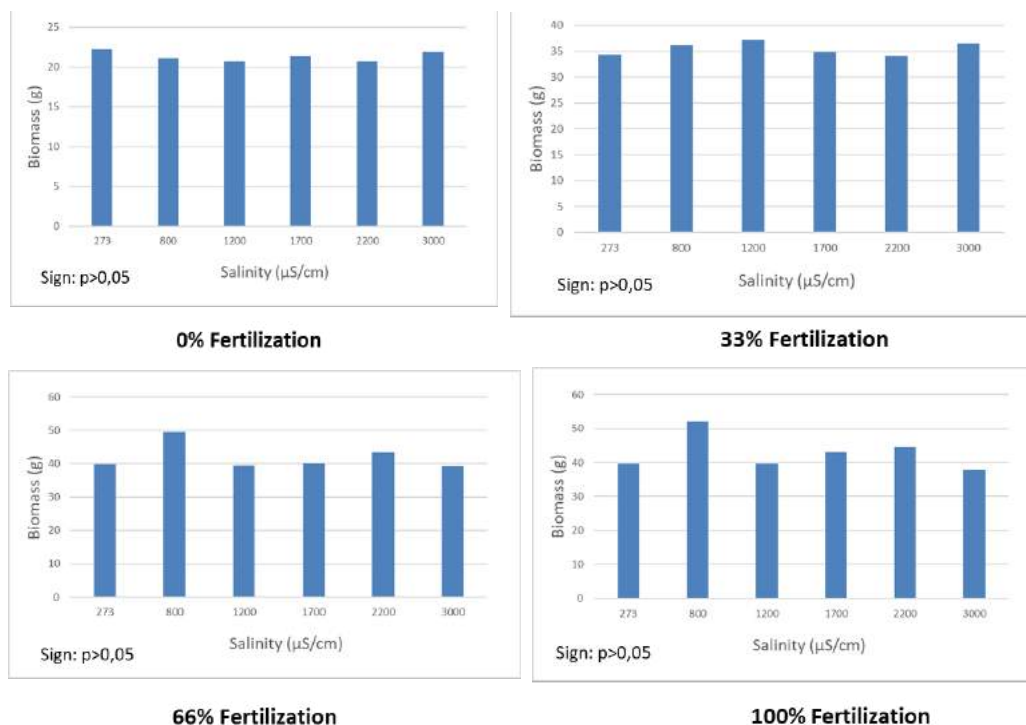 25
20
15
10
5
0
Biomass (g)
273 800 1200 1700 2200 3000
Salinity (µS/cm)
Sign: p>0,05
0% Fertilization
40
35
30
25
20
15
10
5
0
Biomass (g)
273 800 1200 1700 2200 3000
Salinity (µS/cm)
Sign: p>0,05
33% Fertilization
60
50
40
30
20
10
0
Biomass (g)
273 800 1200 1700 2200 3000
Salinity (µS/cm)
Sign: p>0,05
66% Fertilization
60
50
40
30
20
10
0
Biomass (g)
273 800 1200 1700 2200 3000
Salinity (µS/cm)
Sign: p>0,05
100% Fertilization